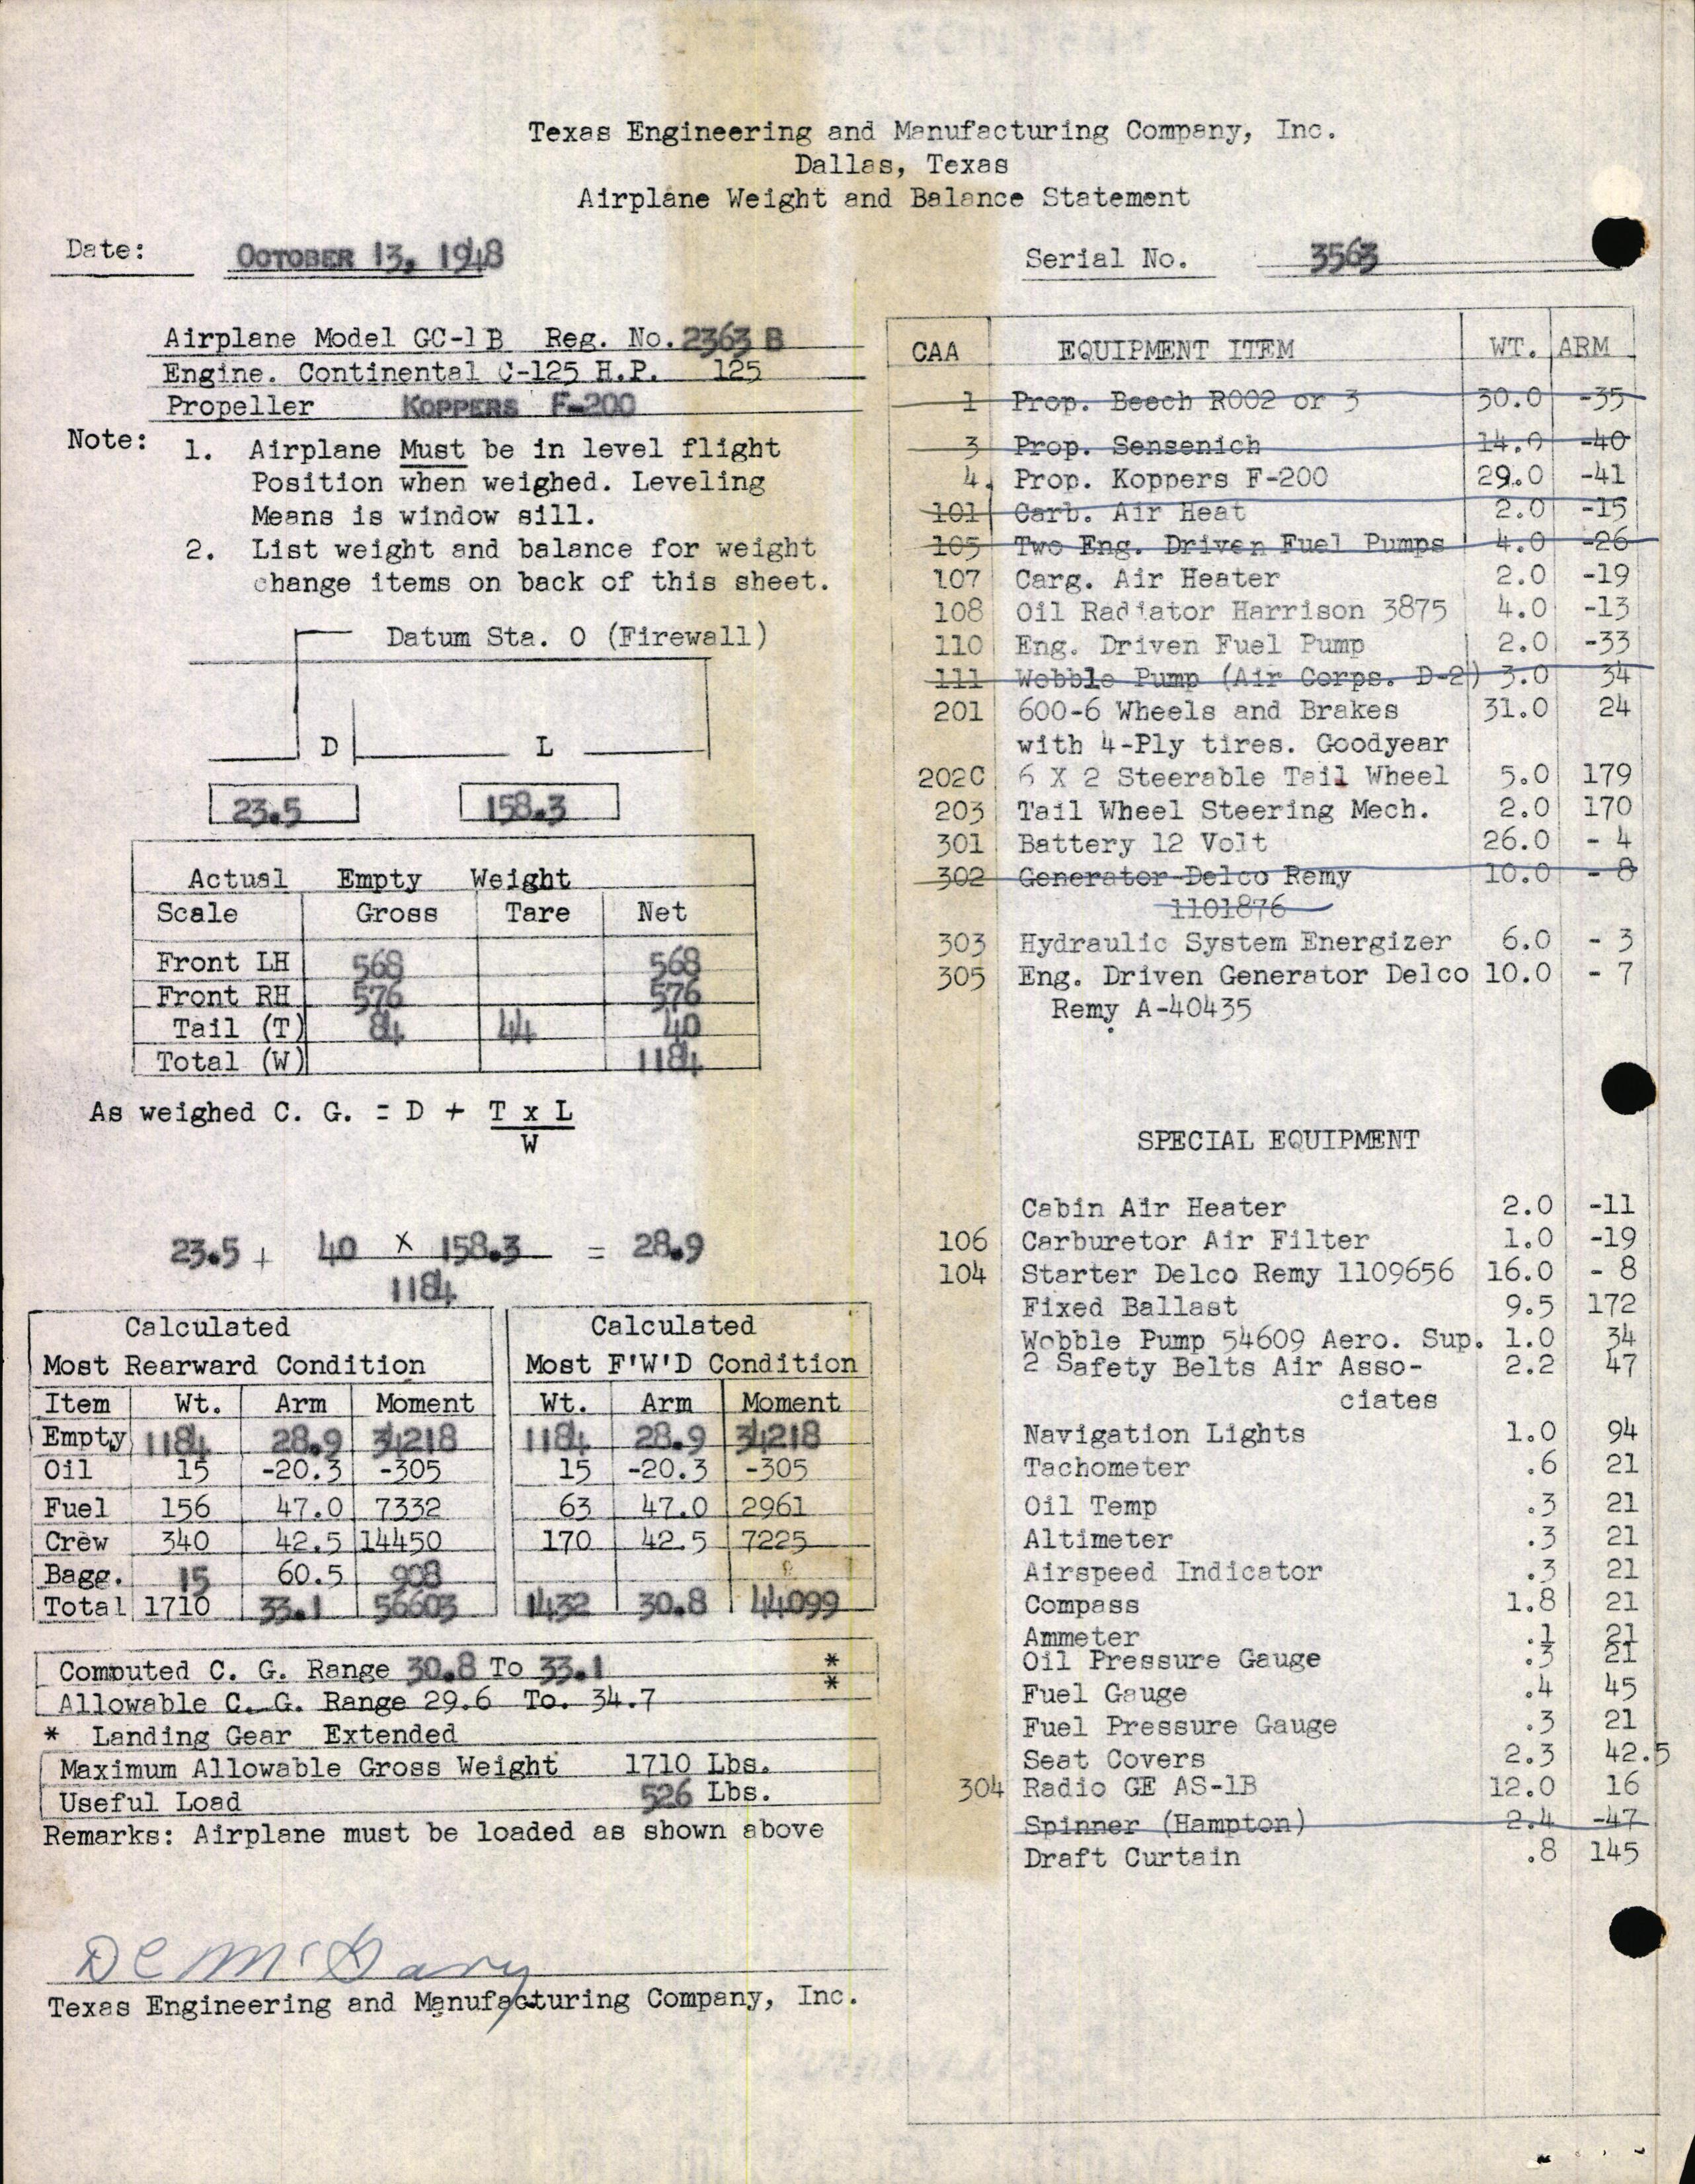 Texas Engineering and Manufacturing Company, Inc.
Dallas, Texas
Airplane Weight and Balance Statement
Date: OCTOBER 13, 1948
Serial No. 3563
Airplane Model GC-1B Reg. No. 2363 B
Engine. Continental C-125 H.P. 125
Propeller KOPPERS F-200
Note: 1. Airplane Must be in level flight
Position when weighed. Leveling
Means is window sill.
2. List weight and balance for weight
change items on back of this sheet.
Datum Sta. O (Firewall)
D L
23.5 158.3
Actual Empty Weight
Scale Gross Tare Net
Front LH 568 568
Front RH 576 576
Tail (T) 84 44 40
Total (W) 1184
As weighed C. G. = D + T x L
W
23.5 + 40 X 158.3 = 28.9
1184
Calculated
Most Rearward Condition
Calculated
Most F'W'D Condition
Item Wt. Arm Moment Wt. Arm Moment
Empty 1184 28.9 34218 1184 28.9 34218
Oil 15 -20.3 -305 15 -20.3 -305
Fuel 156 47.0 7332 63 47.0 2961
Crew 340 42.5 14450 170 42.5 7225
Bagg. 15 60.5 908
Total 1710 33.1 56603 1432 30.8 44099
Computed C. G. Range 30.8 To 33.1 *
Allowable C. G. Range 29.6 To. 34.7 *
* Landing Gear Extended
Maximum Allowable Gross Weight 1710 Lbs.
Useful Load 526 Lbs.
Remarks: Airplane must be loaded as shown above
Texas Engineering and Manufacturing Company, Inc.
CAA EQUIPMENT ITEM WT. ARM
1 Prop. Beech R002 or 3 30.0 -35
3 Prop. Sensenich 14.0 -40
4. Prop. Koppers F-200 29.0 -41
101 Carb. Air Heat 2.0 -15
105 Two Eng. Driven Fuel Pumps 4.0 -26
107 Carg. Air Heater 2.0 -19
108 Oil Radiator Harrison 3875 4.0 -13
110 Eng. Driven Fuel Pump 2.0 -33
111 Wobble Pump (Air Corps. D-2) 3.0 34
201 600-6 Wheels and Brakes 31.0 24
with 4-Ply tires. Goodyear
202C 6 X 2 Steerable Tail Wheel 5.0 179
203 Tail Wheel Steering Mech. 2.0 170
301 Battery 12 Volt 26.0 - 4
302 Generator-Delco Remy 10.0 - 8
1101876
303 Hydraulic System Energizer 6.0 - 3
305 Eng. Driven Generator Delco 10.0 - 7
Remy A-40435
SPECIAL EQUIPMENT
Cabin Air Heater 2.0 -11
106 Carburetor Air Filter 1.0 -19
104 Starter Delco Remy 1109656 16.0 - 8
Fixed Ballast 9.5 172
Wobble Pump 54609 Aero. Sup. 1.0 34
2 Safety Belts Air Asso- 2.2 47
ciates
Navigation Lights 1.0 94
Tachometer .6 21
Oil Temp .3 21
Altimeter .3 21
Airspeed Indicator .3 21
Compass 1.8 21
Ammeter .1 21
Oil Pressure Gauge .3 21
Fuel Gauge .4 45
Fuel Pressure Gauge .3 21
Seat Covers 2.3 42.5
304 Radio GE AS-1B 12.0 16
Spinner (Hampton) 2.4 -47
Draft Curtain .8 145